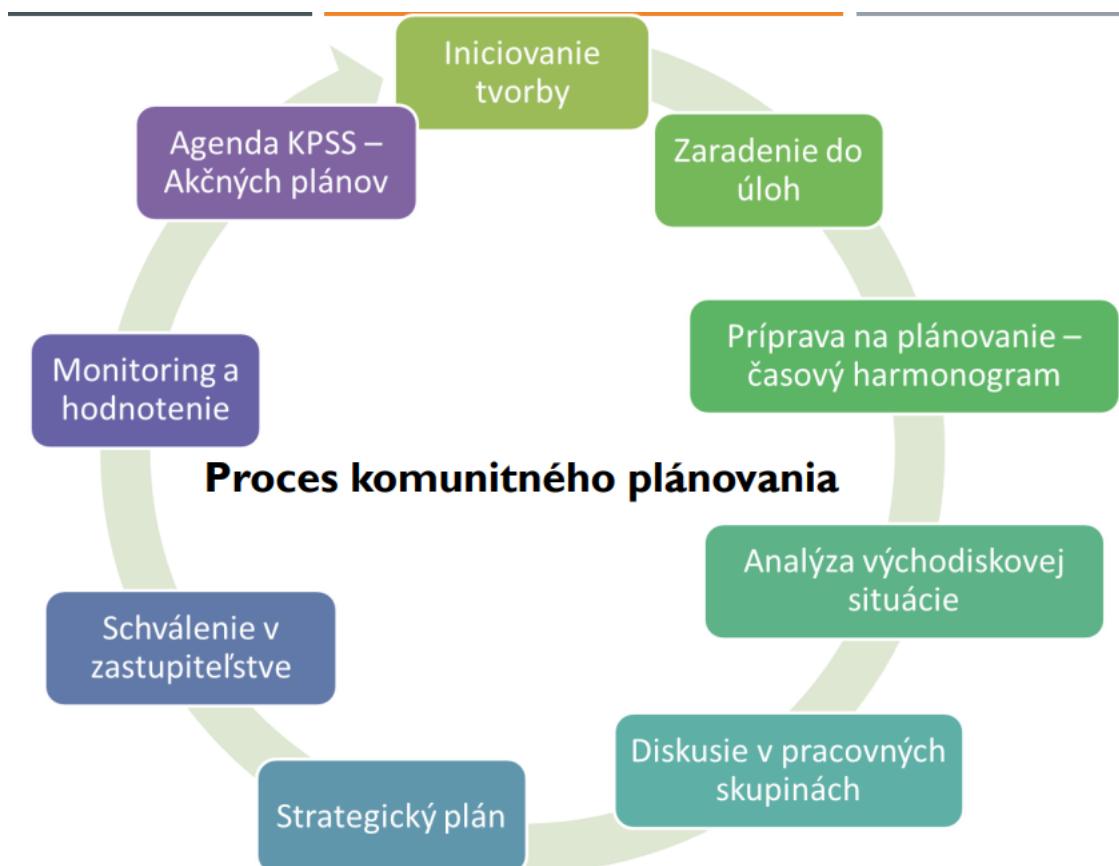 Iniciovanie
tvorby
Zaradenie do
úloh
Príprava na plánovanie –
časový harmonogram
Analýza východiskovej
situácie
Diskusie v pracovných
skupinách
Strategický plán
Schválenie v
zastupiteľstve
Monitoring a
hodnotenie
Agenda KPSS –
Akčných plánov
Proces komunitného plánovania